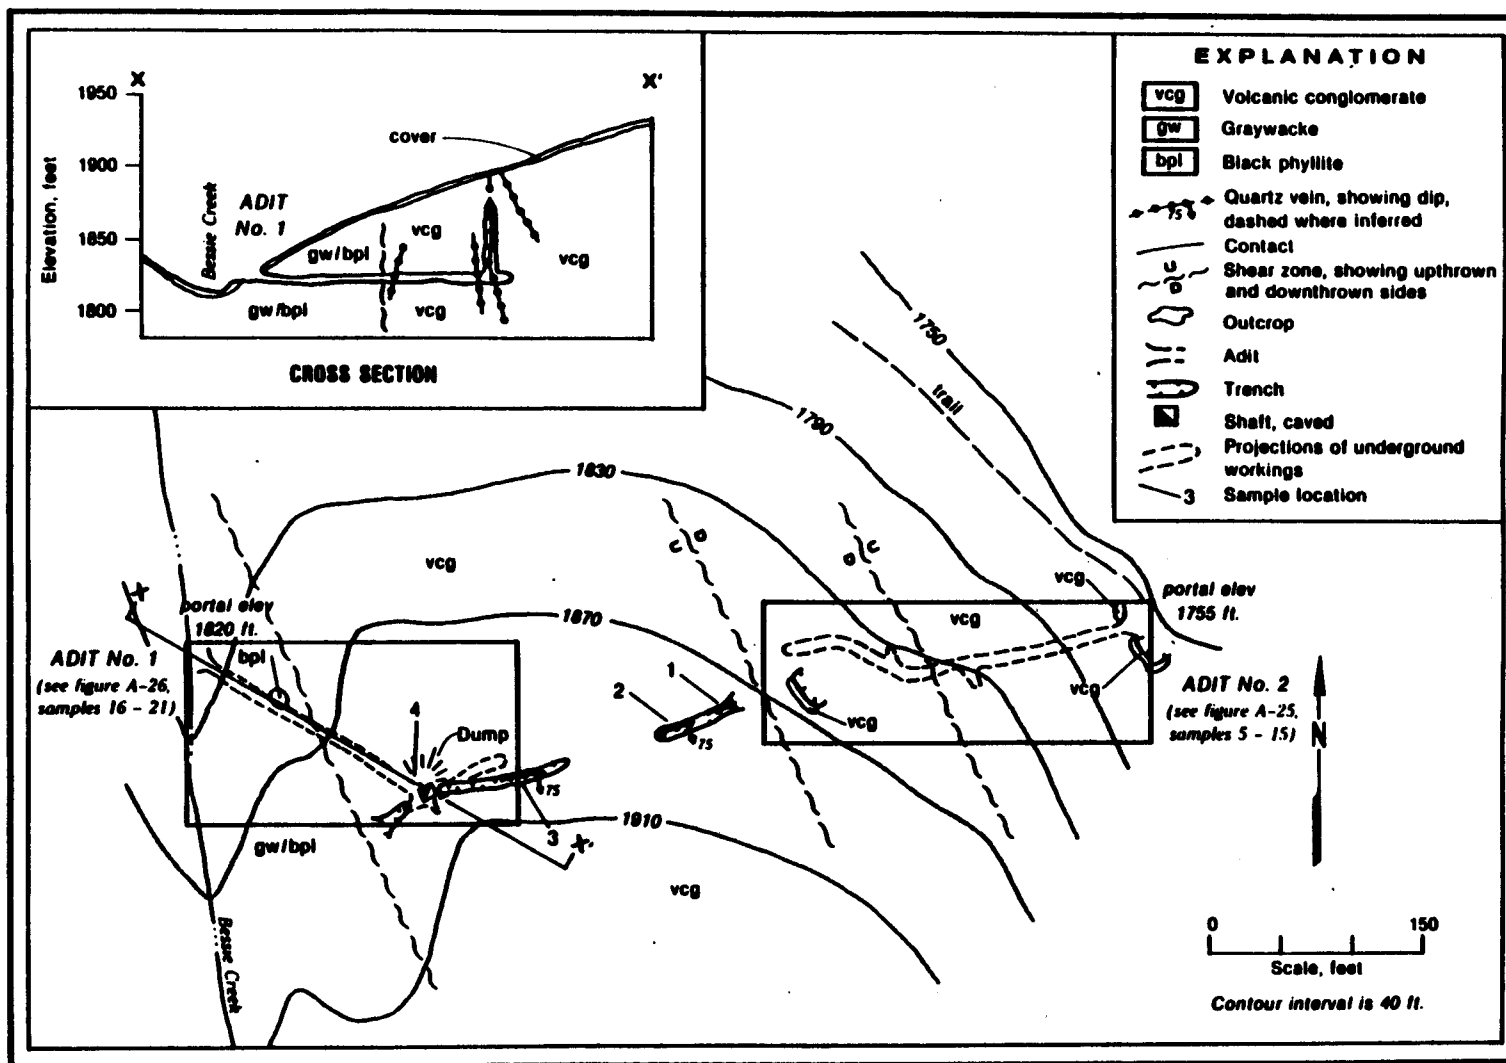 X
X'
1950
1900
1850
1800
Elevation, feet
Bessie Creek
ADIT
No. 1
cover
vcg
gw/bpl
vcg
gw/bpl
vcg
CROSS SECTION
EXPLANATION
vcg Volcanic conglomerate
gw Graywacke
bpl Black phyllite
75 Quartz vein, showing dip,
dashed where inferred
Contact
U D Shear zone, showing upthrown
and downthrown sides
Outcrop
Adit
Trench
Shaft, caved
Projections of underground
workings
3 Sample location
1750
trail
1790
1830
vcg
U D
D U
1870
X
portal elev
1820 ft.
bpl
ADIT No. 1
(see figure A-26,
samples 16 - 21)
4
Dump
75
3
X'
gw/bpl
1910
vcg
Bessie Creek
1
2
75
vcg
vcg
vcg
vcg
portal elev
1755 ft.
ADIT No. 2
(see figure A-25,
samples 5 - 15)
N
0 150
Scale, feet
Contour interval is 40 ft.